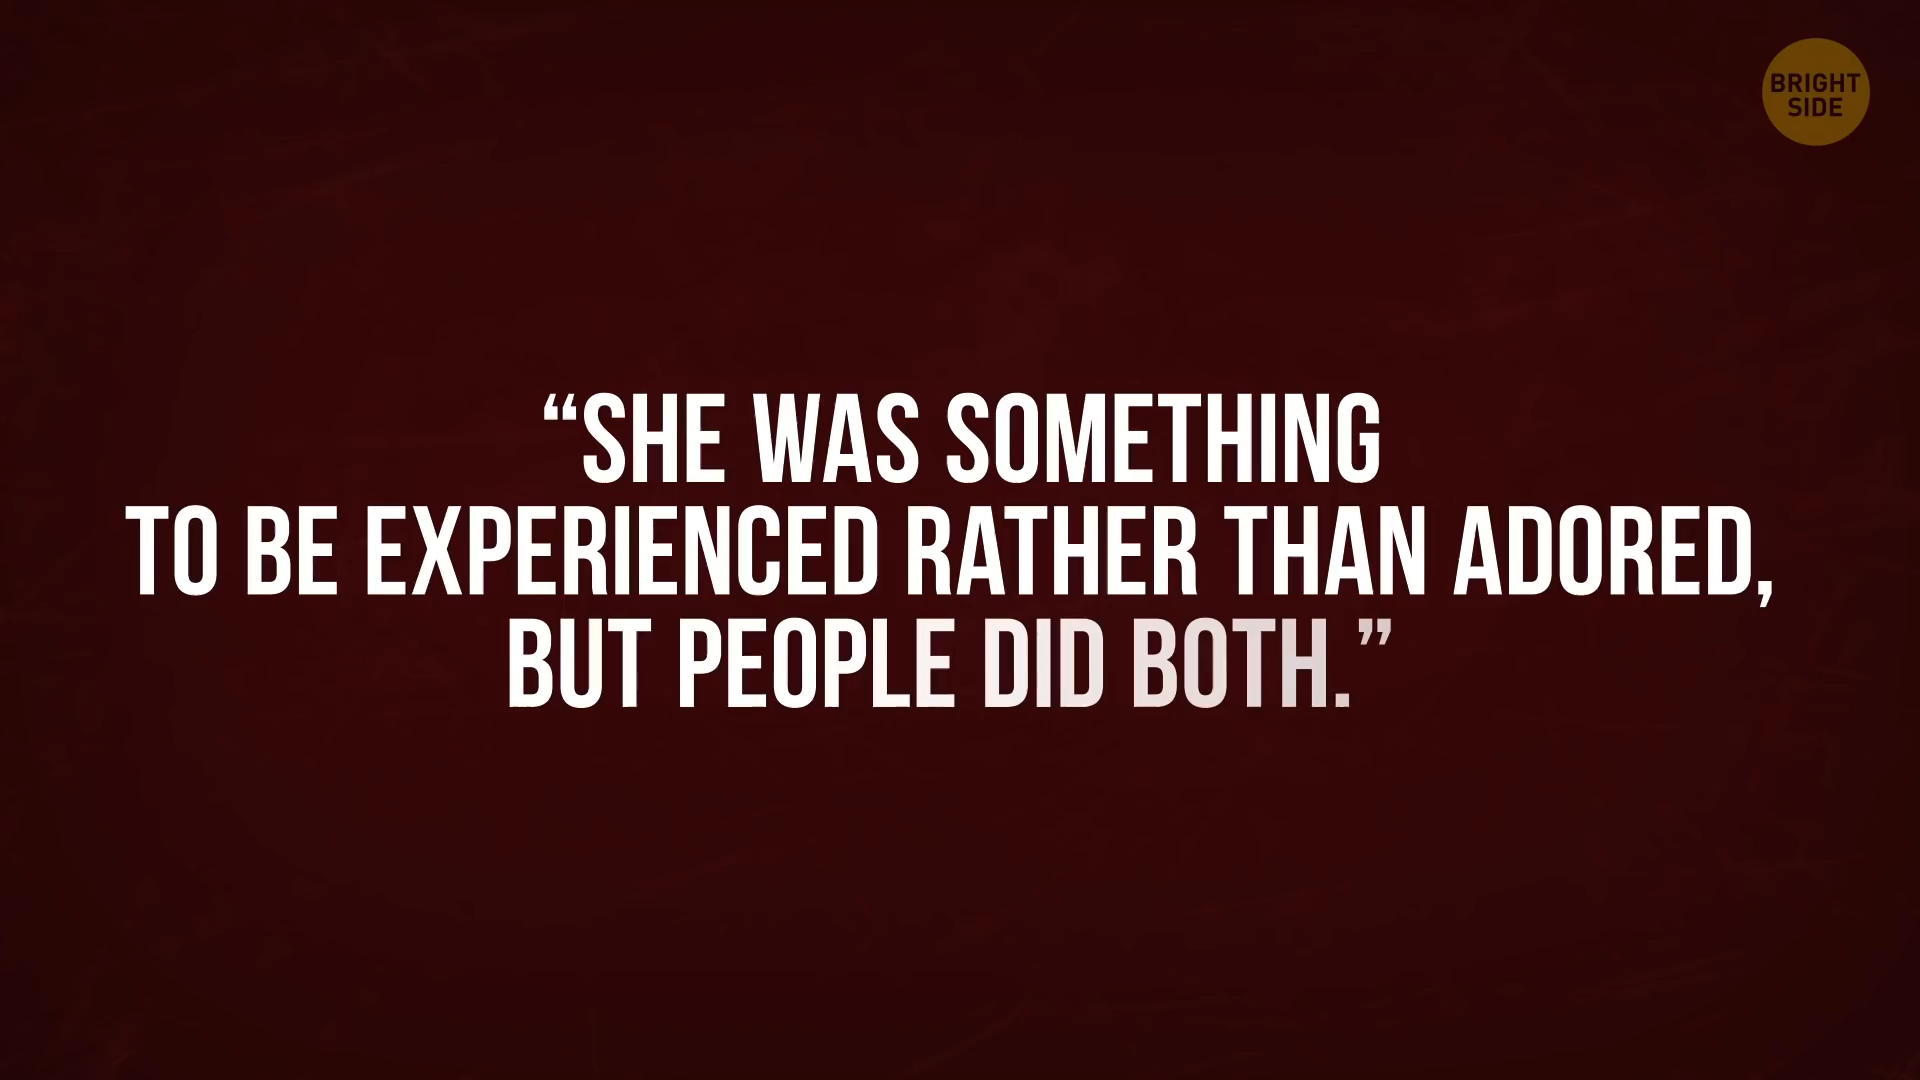 BRIGHT
SIDE
“SHE WAS SOMETHING
TO BE EXPERIENCED RATHER THAN ADORED,
BUT PEOPLE DID BOTH.”